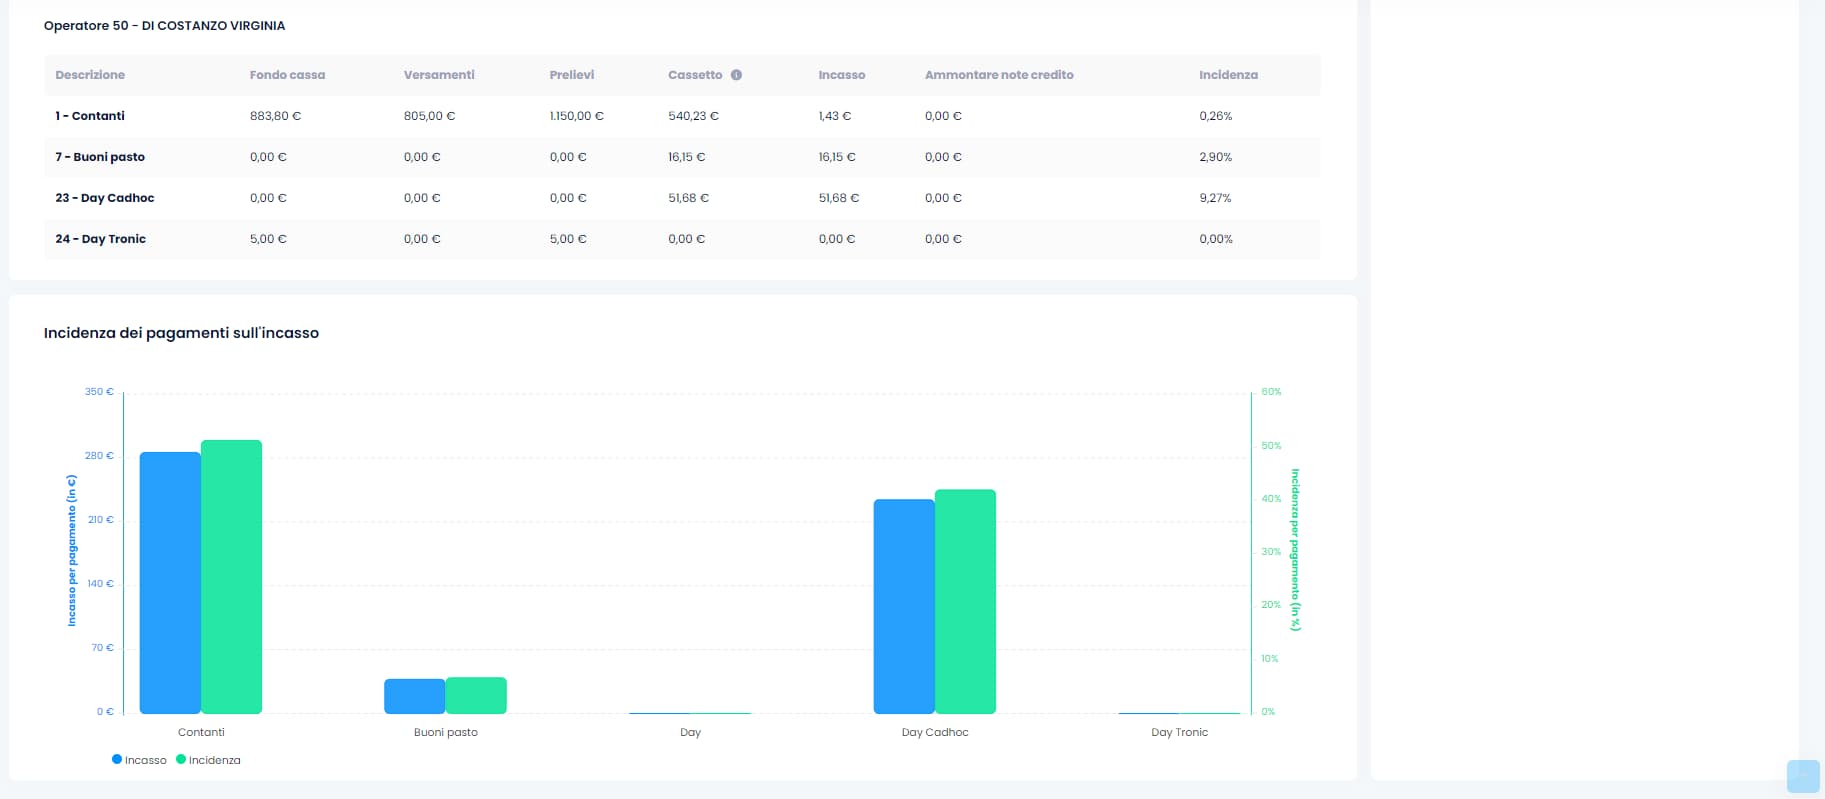 Operatore 50 - DI COSTANZO VIRGINIA
Descrizione Fondo cassa Versamenti Prelievi Cassetto Incasso Ammontare note credito Incidenza
1 - Contanti 883,80 € 805,00 € 1.150,00 € 540,23 € 1,43 € 0,00 € 0,26%
7 - Buoni pasto 0,00 € 0,00 € 0,00 € 16,15 € 16,15 € 0,00 € 2,90%
23 - Day Cadhoc 0,00 € 0,00 € 0,00 € 51,68 € 51,68 € 0,00 € 9,27%
24 - Day Tronic 5,00 € 0,00 € 5,00 € 0,00 € 0,00 € 0,00 € 0,00%
Incidenza dei pagamenti sull'incasso
Incasso per pagamento (in €)
350 €
280 €
210 €
140 €
70 €
0 €
60%
50%
40%
30%
20%
10%
0%
Incidenza per pagamento (in %)
Contanti Buoni pasto Day Day Cadhoc Day Tronic
Incasso Incidenza